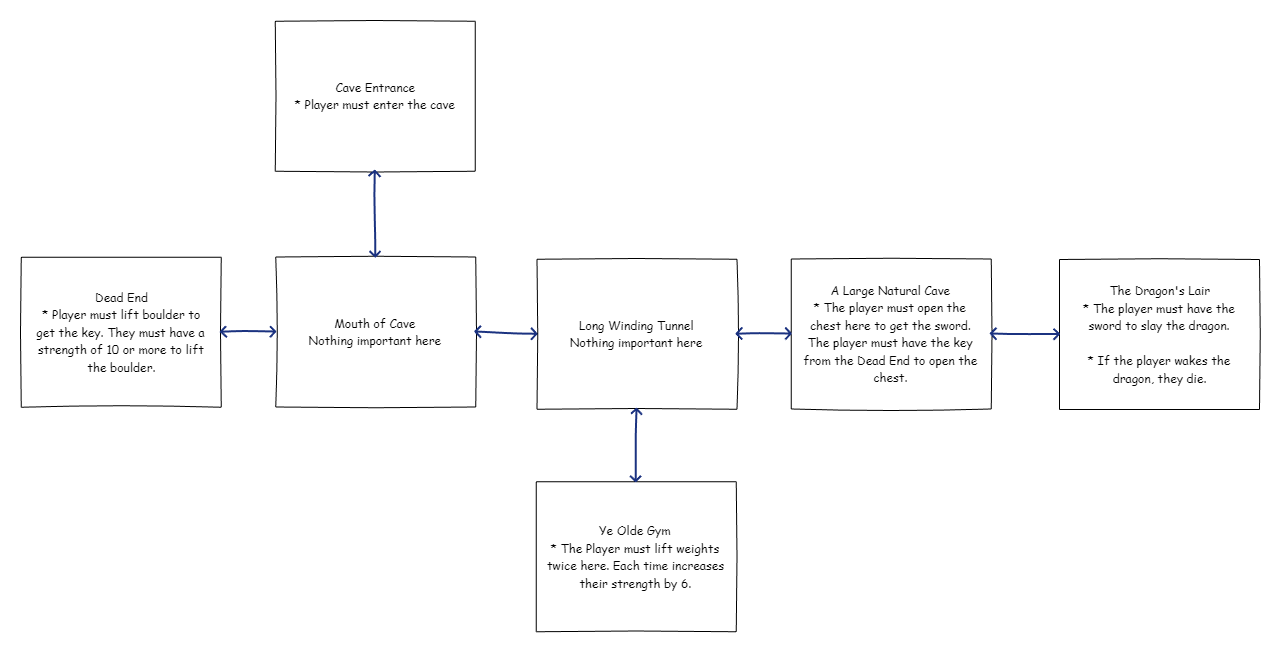 Cave Entrance
* Player must enter the cave
Dead End
* Player must lift boulder to
get the key. They must have a
strength of 10 or more to lift
the boulder.
Mouth of Cave
Nothing important here
Long Winding Tunnel
Nothing important here
A Large Natural Cave
* The player must open the
chest here to get the sword.
The player must have the key
from the Dead End to open the
chest.
The Dragon's Lair
* The player must have the
sword to slay the dragon.
* If the player wakes the
dragon, they die.
Ye Olde Gym
* The Player must lift weights
twice here. Each time increases
their strength by 6.